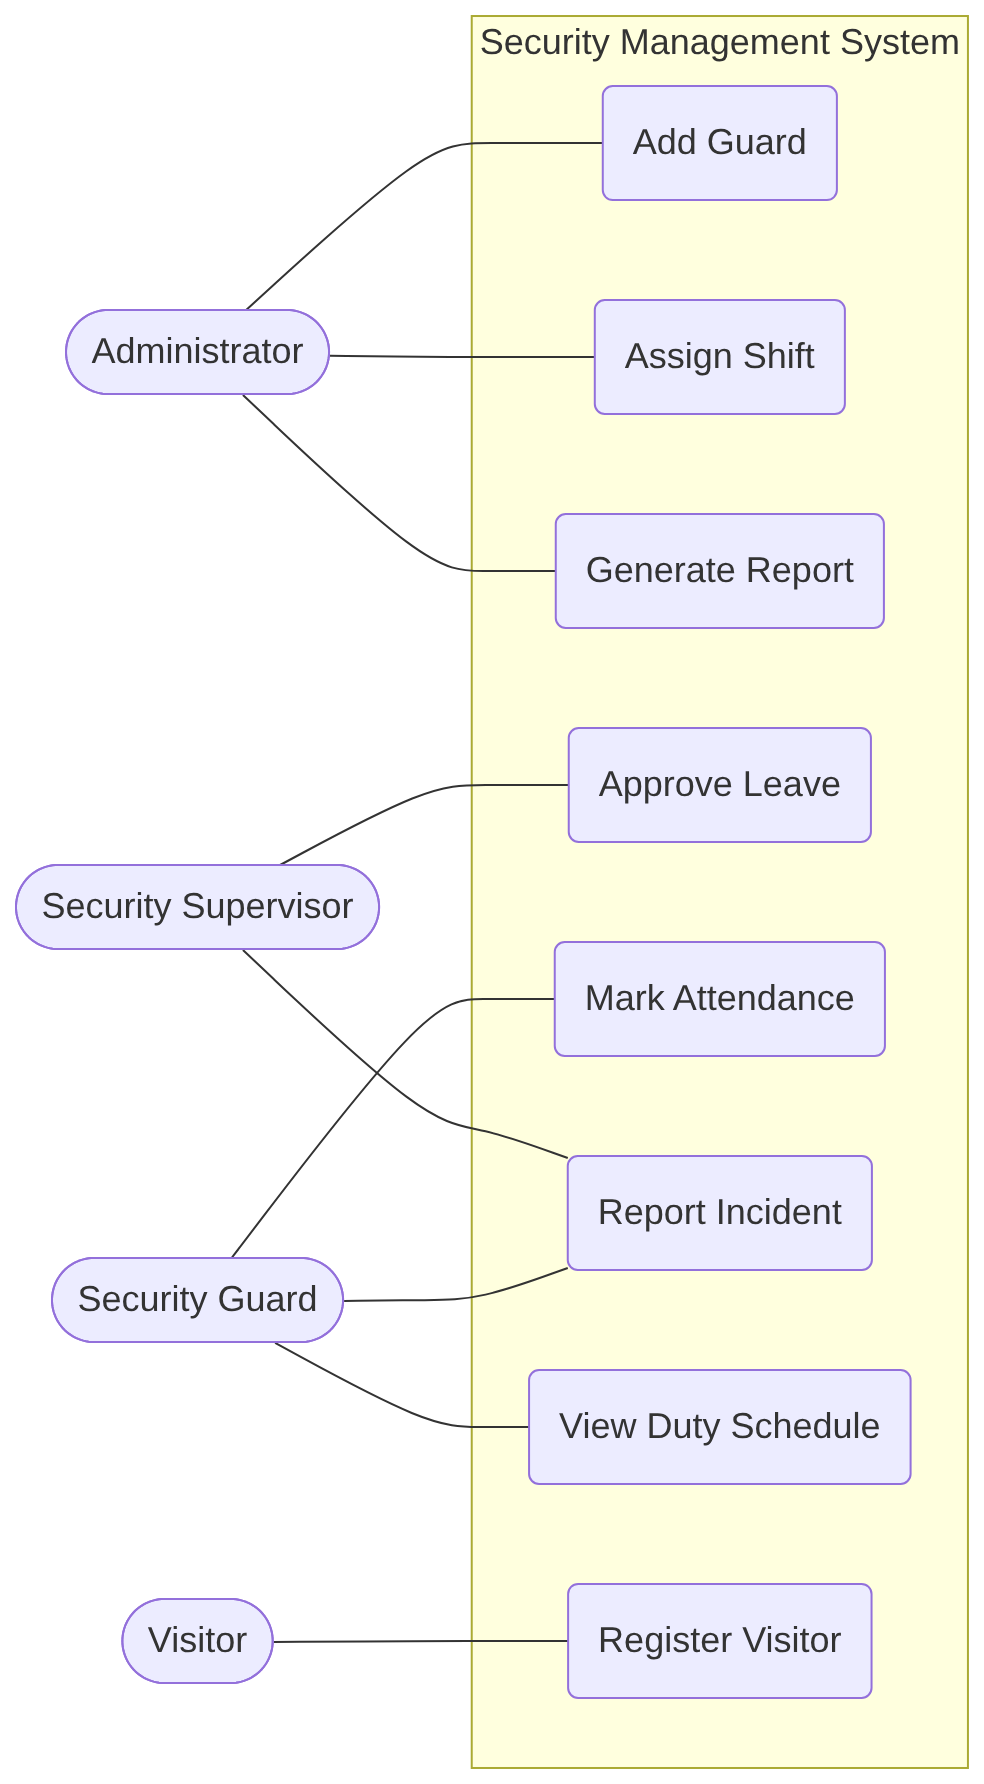 Security Management System
Add Guard
Administrator
Assign Shift
Generate Report
Approve Leave
Security Supervisor
Mark Attendance
Report Incident
Security Guard
View Duty Schedule
Visitor
Register Visitor